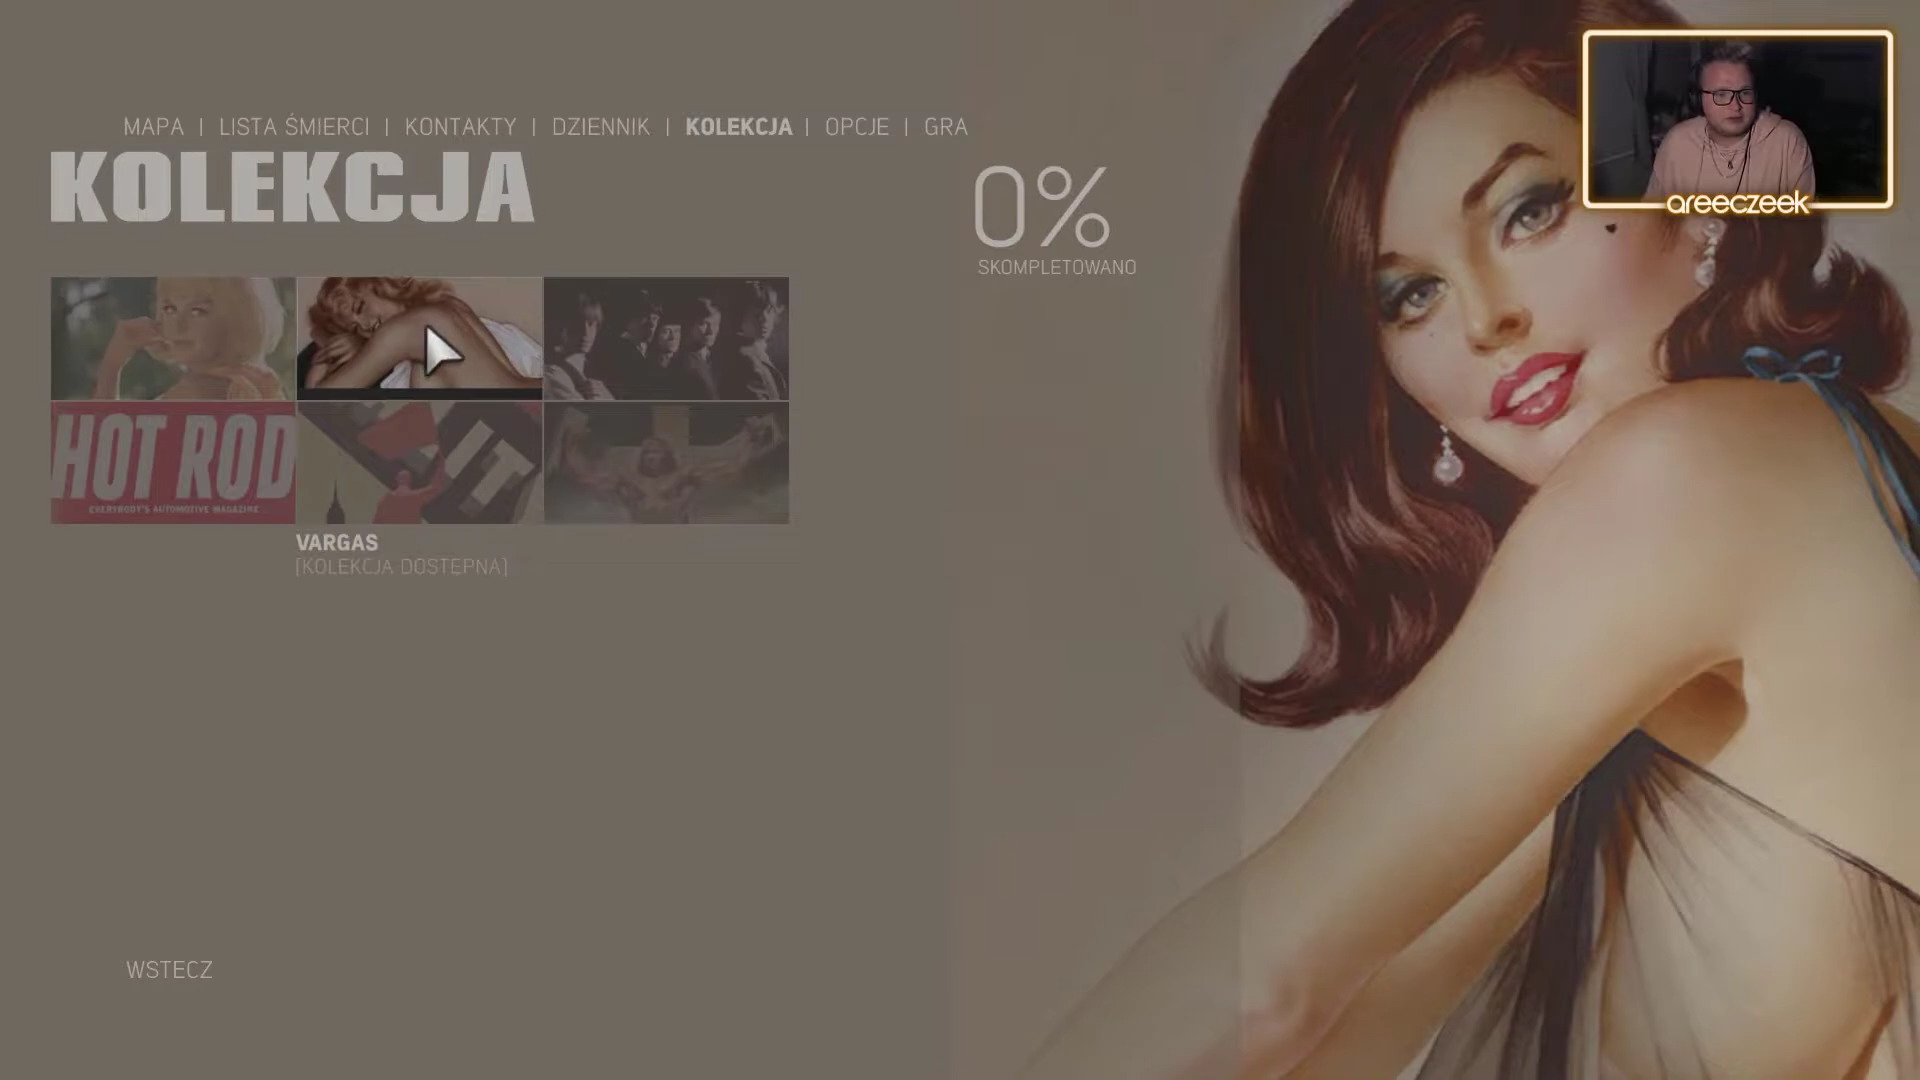 MAPA | LISTA ŚMIERCI | KONTAKTY | DZIENNIK | KOLEKCJA | OPCJE | GRA
KOLEKCJA
0%
SKOMPLETOWANO
areeczeek
HOT ROD
EVERYBODY'S AUTOMOTIVE MAGAZINE
IT
VARGAS
[KOLEKCJA DOSTĘPNA]
WSTECZ